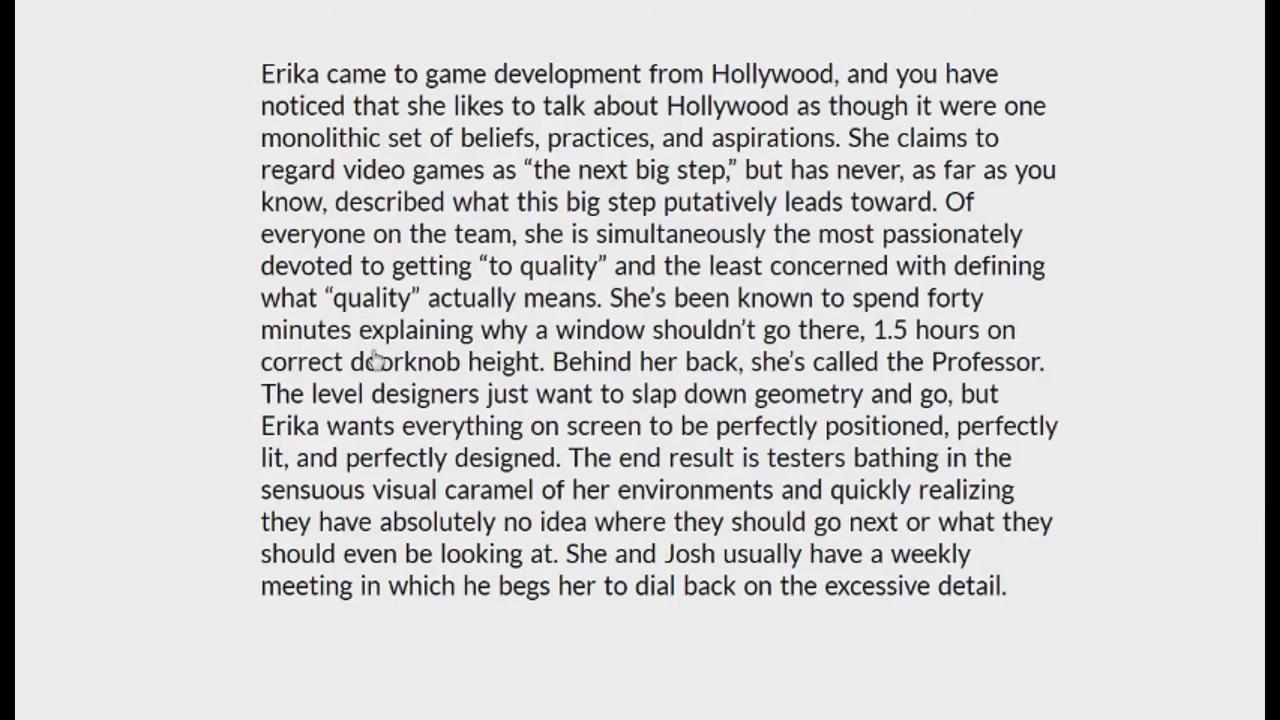 Erika came to game development from Hollywood, and you have
noticed that she likes to talk about Hollywood as though it were one
monolithic set of beliefs, practices, and aspirations. She claims to
regard video games as “the next big step,” but has never, as far as you
know, described what this big step putatively leads toward. Of
everyone on the team, she is simultaneously the most passionately
devoted to getting “to quality” and the least concerned with defining
what “quality” actually means. She’s been known to spend forty
minutes explaining why a window shouldn’t go there, 1.5 hours on
correct doorknob height. Behind her back, she’s called the Professor.
The level designers just want to slap down geometry and go, but
Erika wants everything on screen to be perfectly positioned, perfectly
lit, and perfectly designed. The end result is testers bathing in the
sensuous visual caramel of her environments and quickly realizing
they have absolutely no idea where they should go next or what they
should even be looking at. She and Josh usually have a weekly
meeting in which he begs her to dial back on the excessive detail.